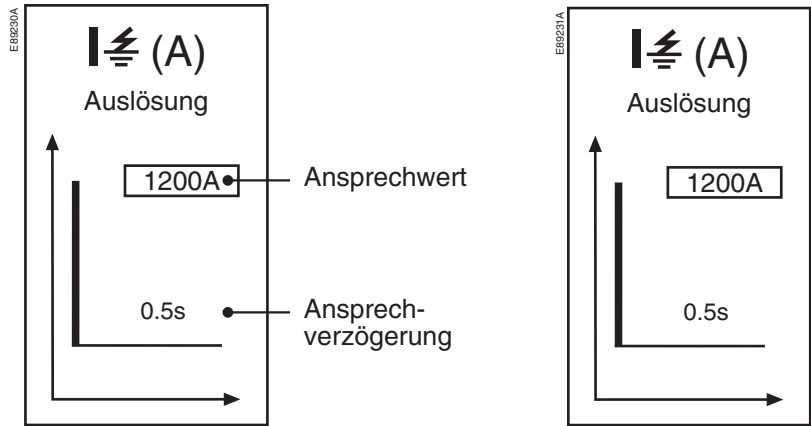 E89230A
I (A)
Auslösung
1200A
Ansprechwert
0.5s
Ansprech-
verzögerung
E89231A
I (A)
Auslösung
1200A
0.5s